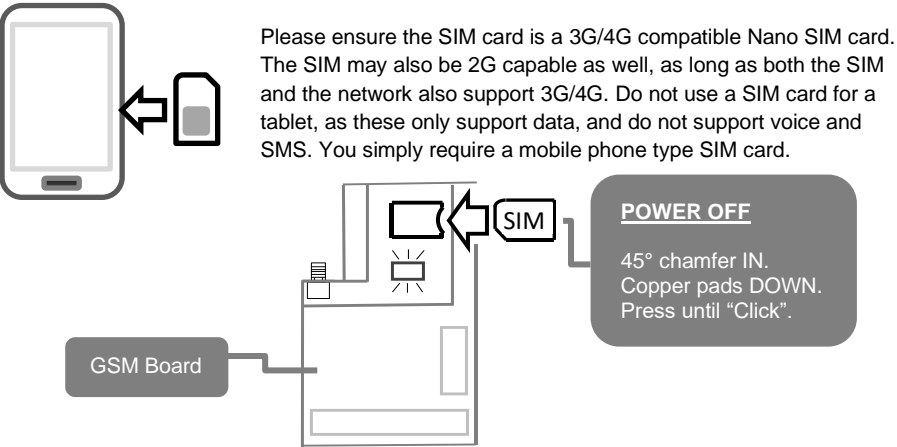 Please ensure the SIM card is a 3G/4G compatible Nano SIM card.
The SIM may also be 2G capable as well, as long as both the SIM
and the network also support 3G/4G. Do not use a SIM card for a
tablet, as these only support data, and do not support voice and
SMS. You simply require a mobile phone type SIM card.
SIM
POWER OFF
45° chamfer IN.
Copper pads DOWN.
Press until “Click”.
GSM Board